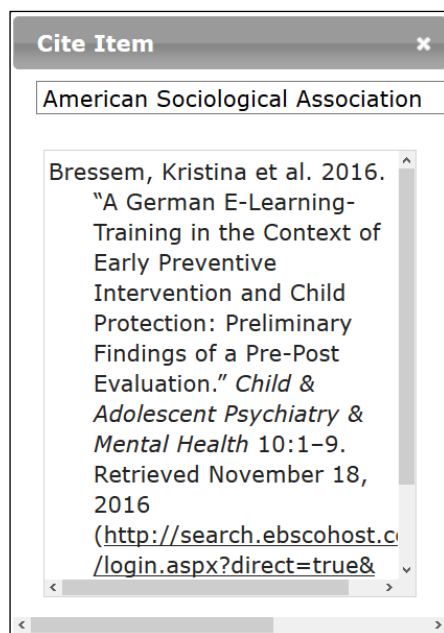 Cite Item ×
American Sociological Association
Bressem, Kristina et al. 2016.
“A German E-Learning-
Training in the Context of
Early Preventive
Intervention and Child
Protection: Preliminary
Findings of a Pre-Post
Evaluation.” Child &
Adolescent Psychiatry &
Mental Health 10:1–9.
Retrieved November 18,
2016
(http://search.ebscohost.c
/login.aspx?direct=true&